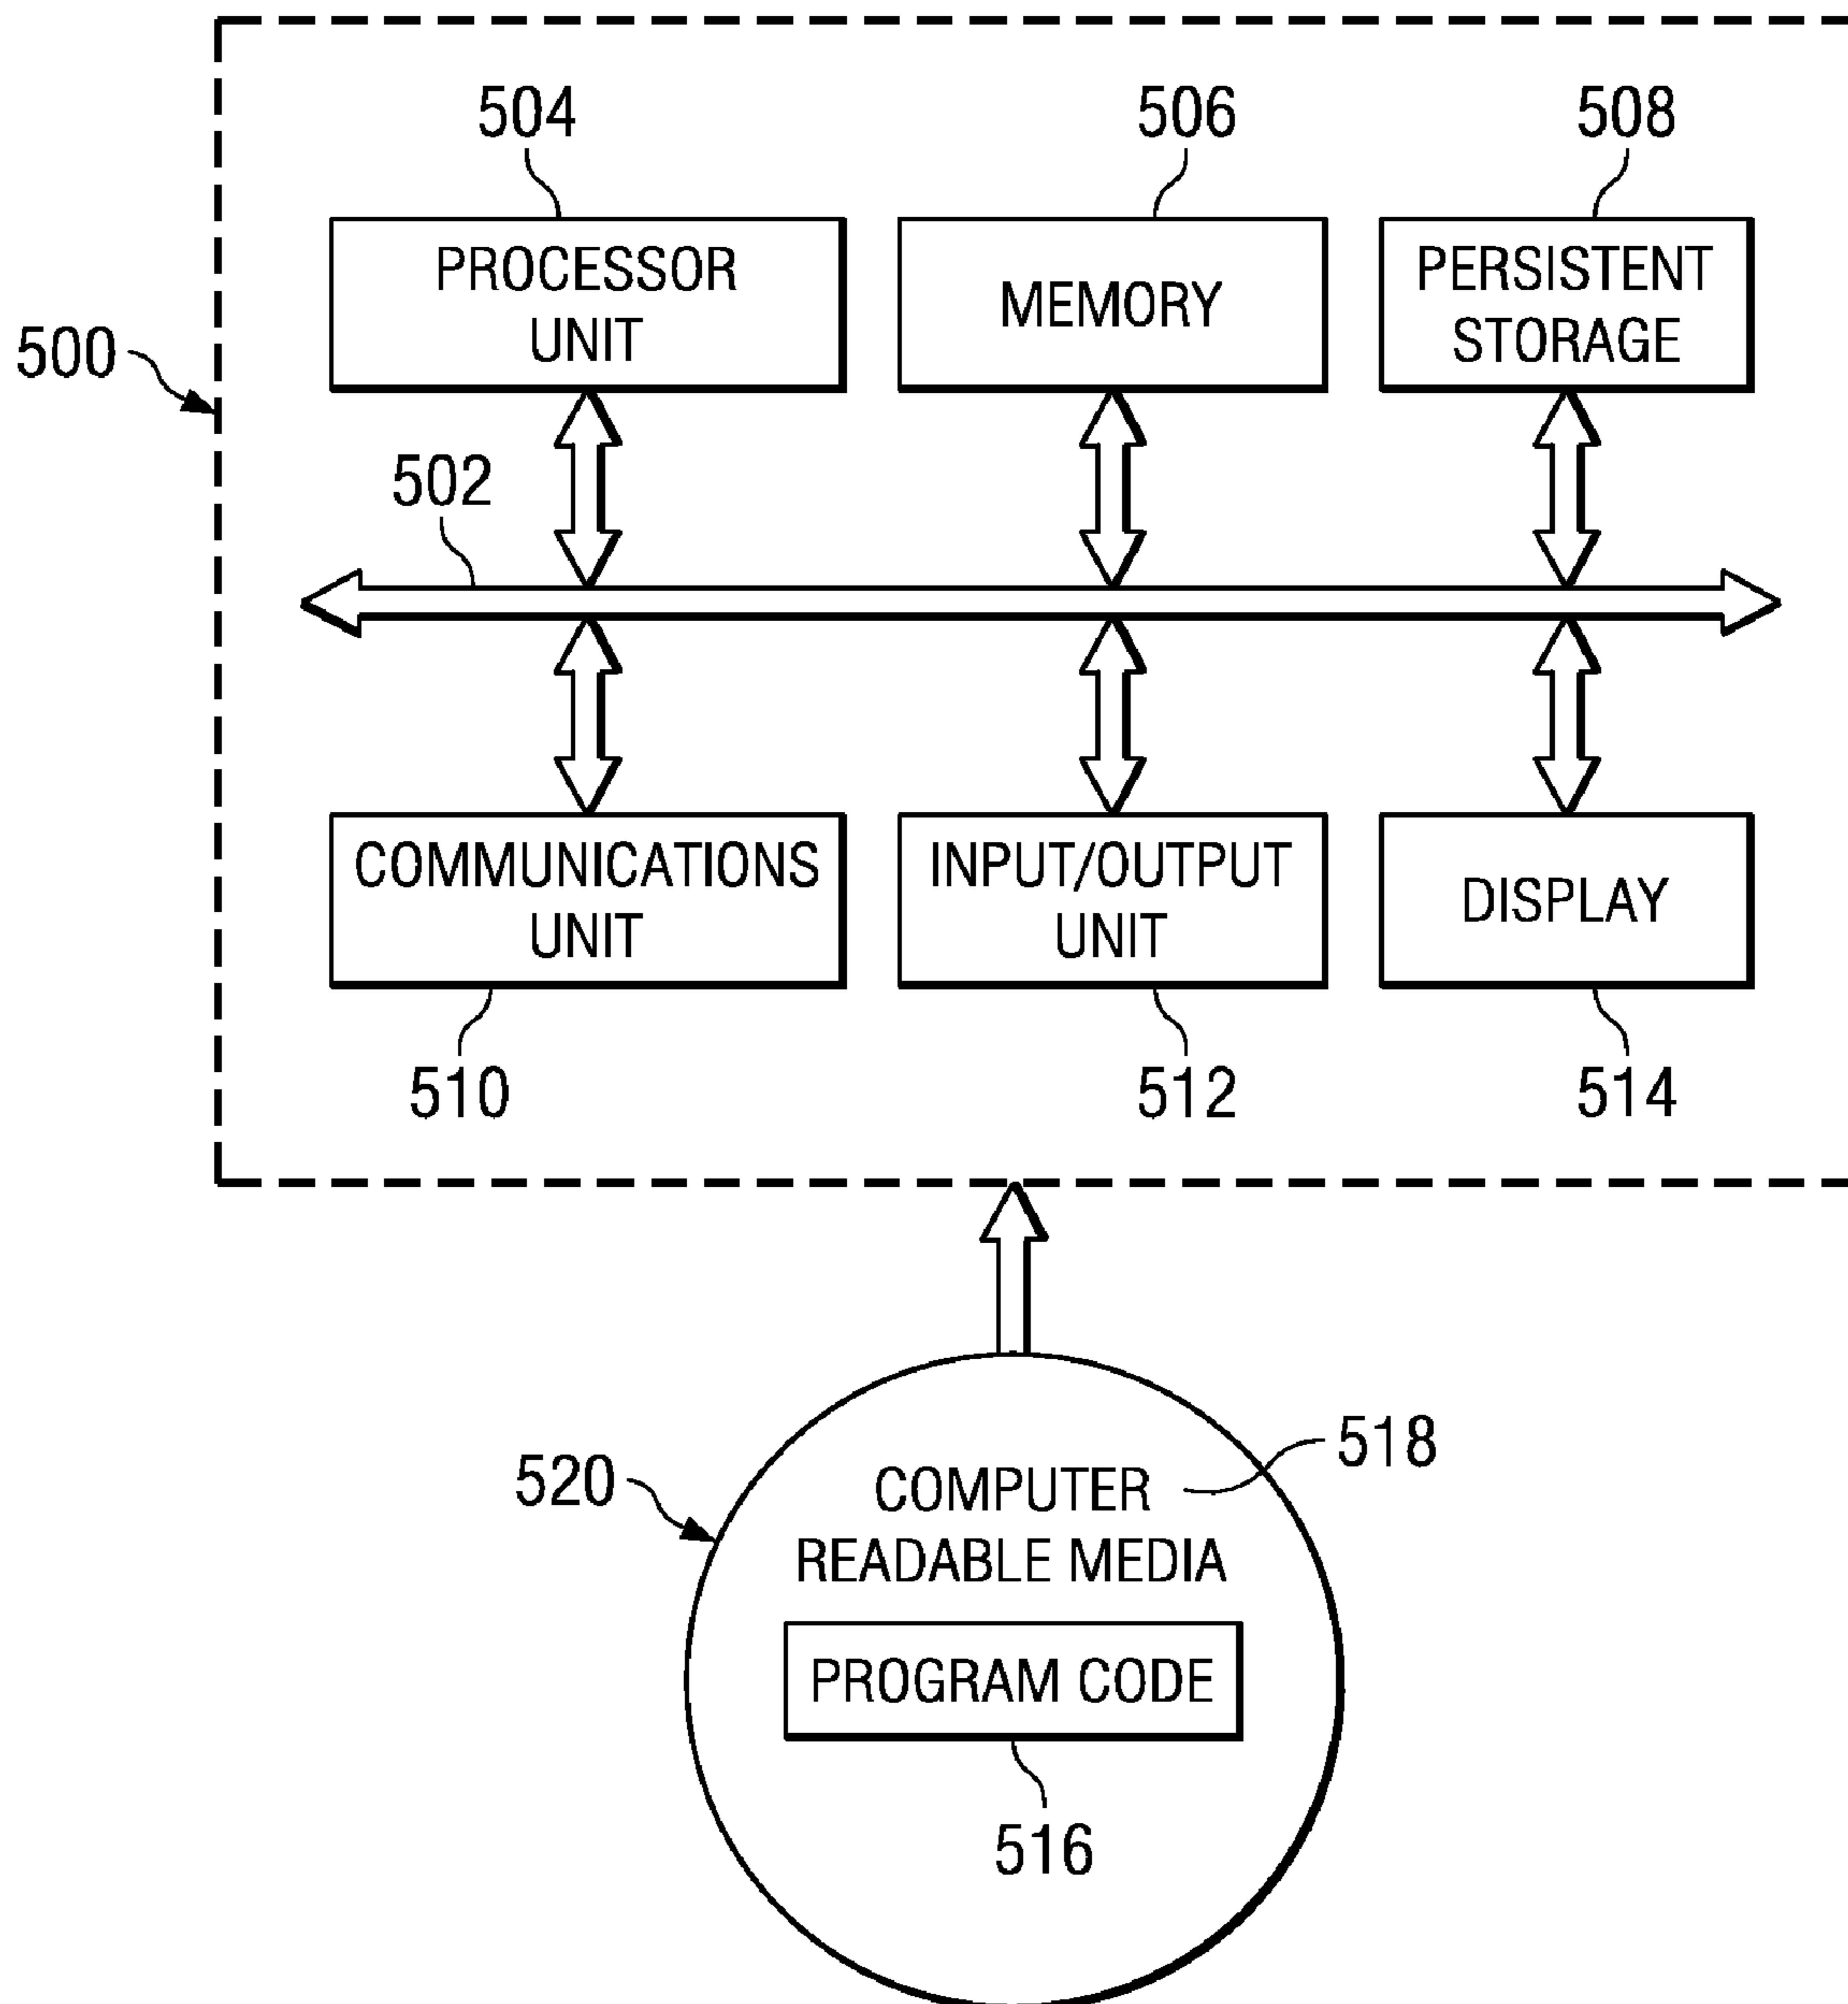 504
506
508
PROCESSOR
UNIT
MEMORY
PERSISTENT
STORAGE
500
502
COMMUNICATIONS
UNIT
INPUT/OUTPUT
UNIT
DISPLAY
510
512
514
518
520
COMPUTER
READABLE MEDIA
PROGRAM CODE
516